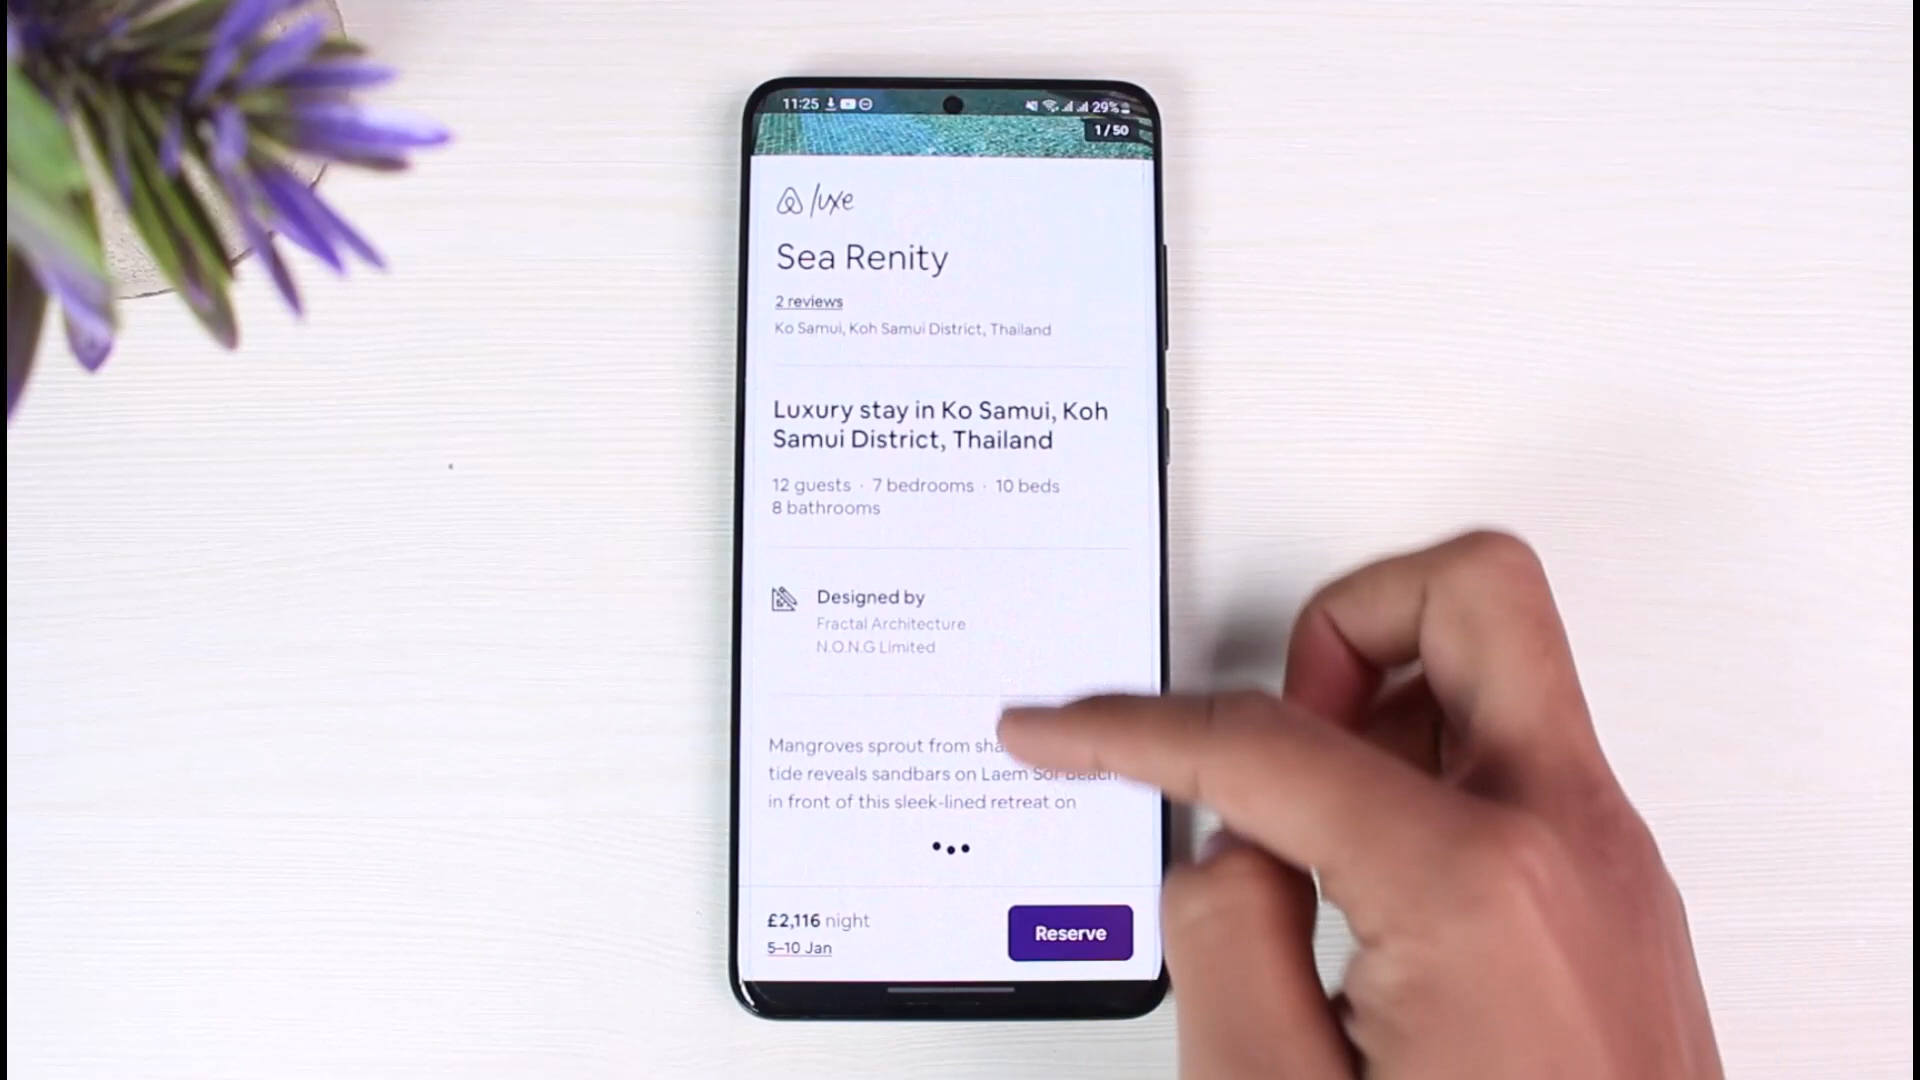 11:25 29%
1/50
luxe
Sea Renity
2 reviews
Ko Samui, Koh Samui District, Thailand
Luxury stay in Ko Samui, Koh
Samui District, Thailand
12 guests · 7 bedrooms · 10 beds
8 bathrooms
Designed by
Fractal Architecture
N.O.N.G Limited
Mangroves sprout from
tide reveals sandbars on Laem Sor Beach
in front of this sleek-lined retreat on
£2,116 night
5–10 Jan
Reserve